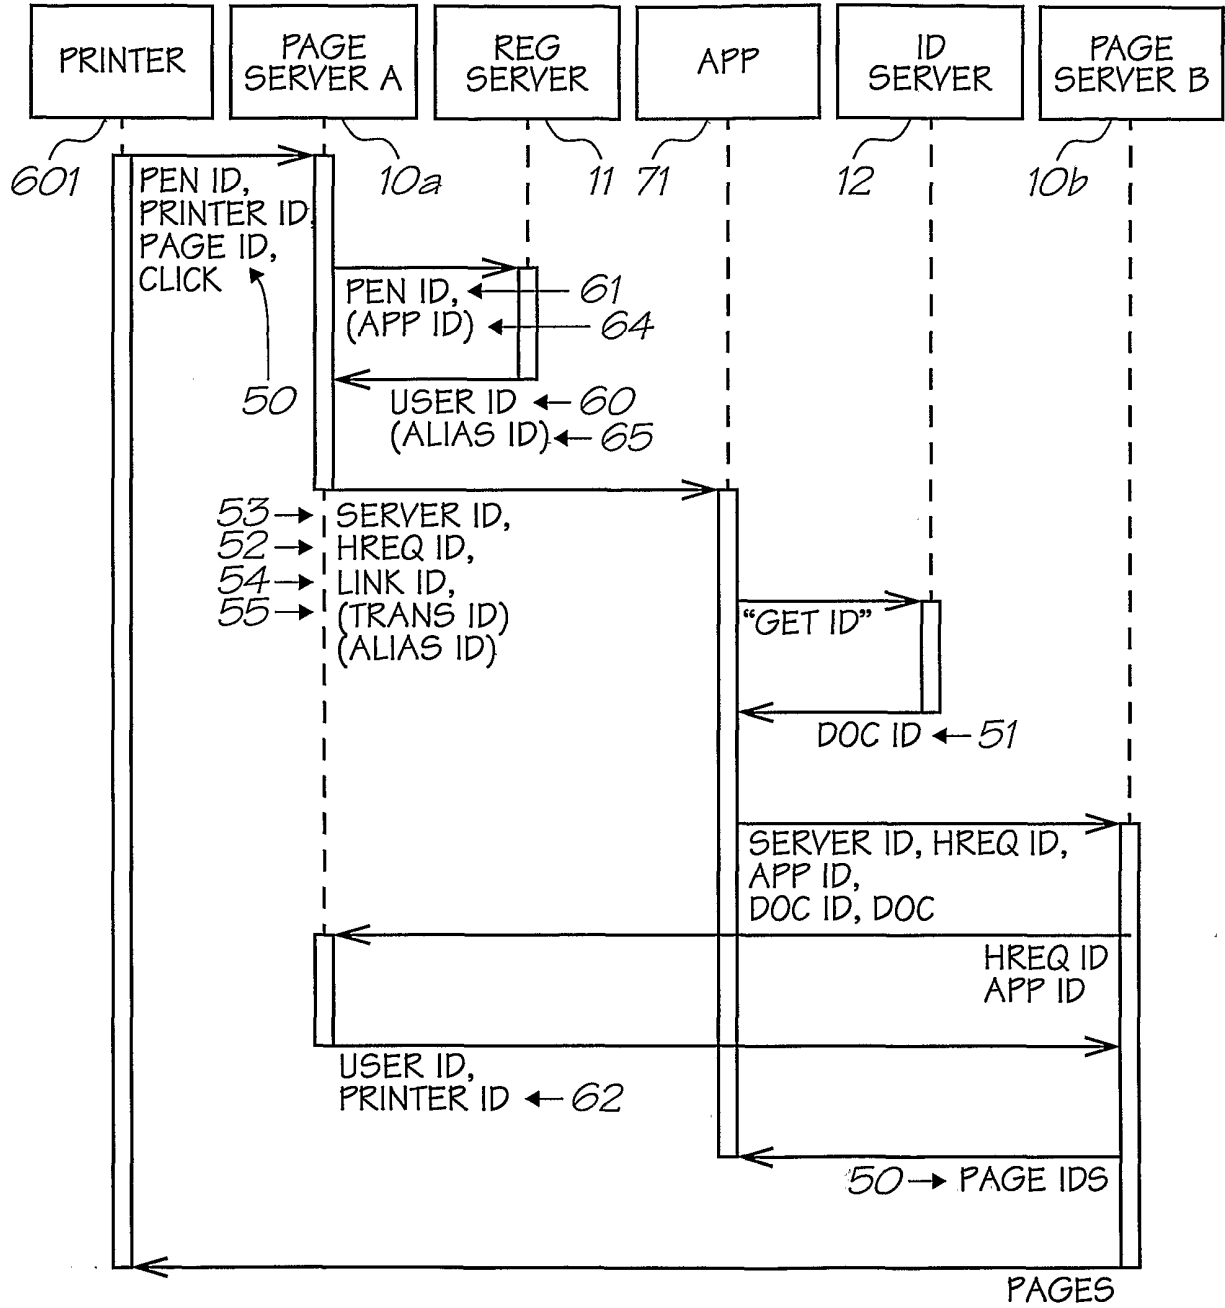 PRINTER
PAGE
SERVER A
REG
SERVER
APP
ID
SERVER
PAGE
SERVER B
601
10a
11
71
12
10b
PEN ID,
PRINTER ID,
PAGE ID,
CLICK
50
PEN ID,
61
(APP ID)
64
USER ID
60
(ALIAS ID)
65
53
SERVER ID,
52
HREQ ID,
54
LINK ID,
55
(TRANS ID)
(ALIAS ID)
“GET ID”
DOC ID
51
SERVER ID, HREQ ID,
APP ID,
DOC ID, DOC
HREQ ID
APP ID
USER ID,
PRINTER ID
62
50
PAGE IDS
PAGES